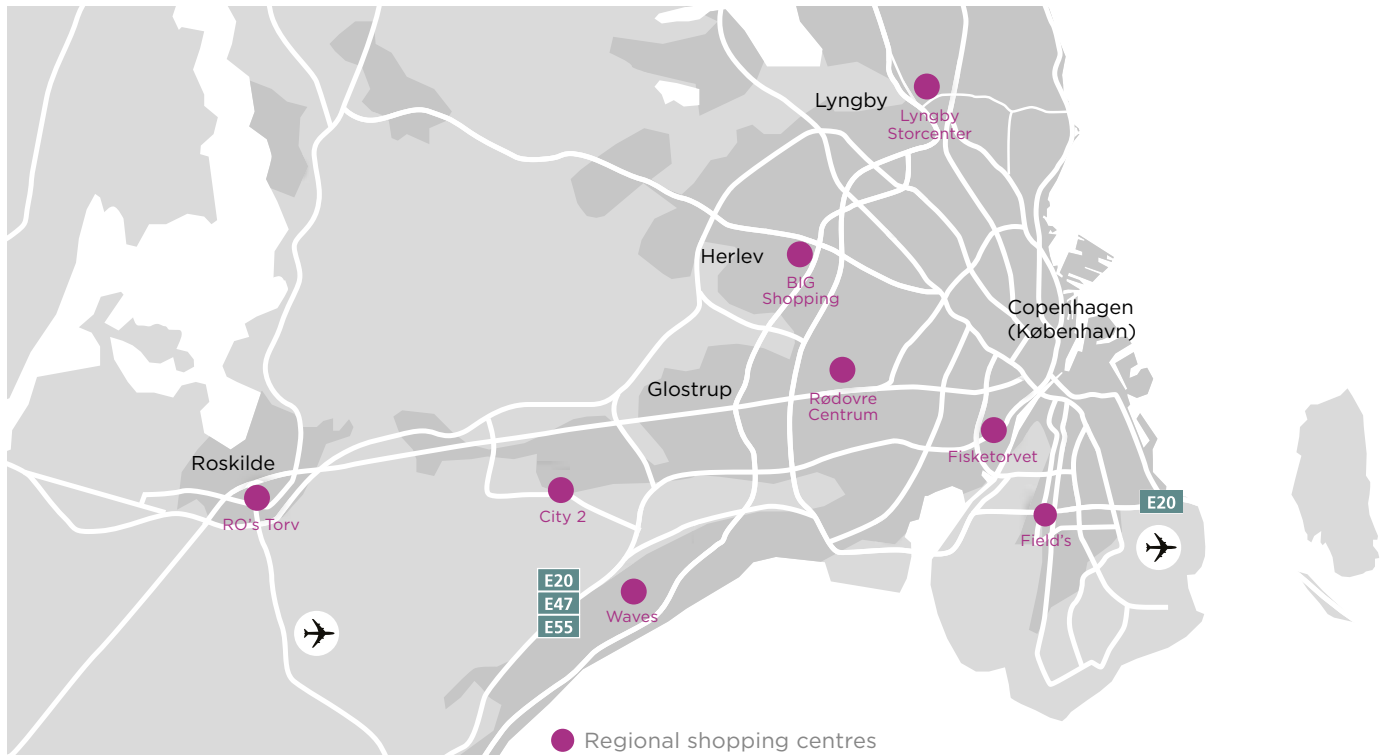 Lyngby
Lyngby
Storcenter
Herlev
BIG
Shopping
Copenhagen
(København)
Glostrup
Rødovre
Centrum
Fisketorvet
Roskilde
RO's Torv
City 2
E20
Field's
E20
E47
E55
Waves
Regional shopping centres